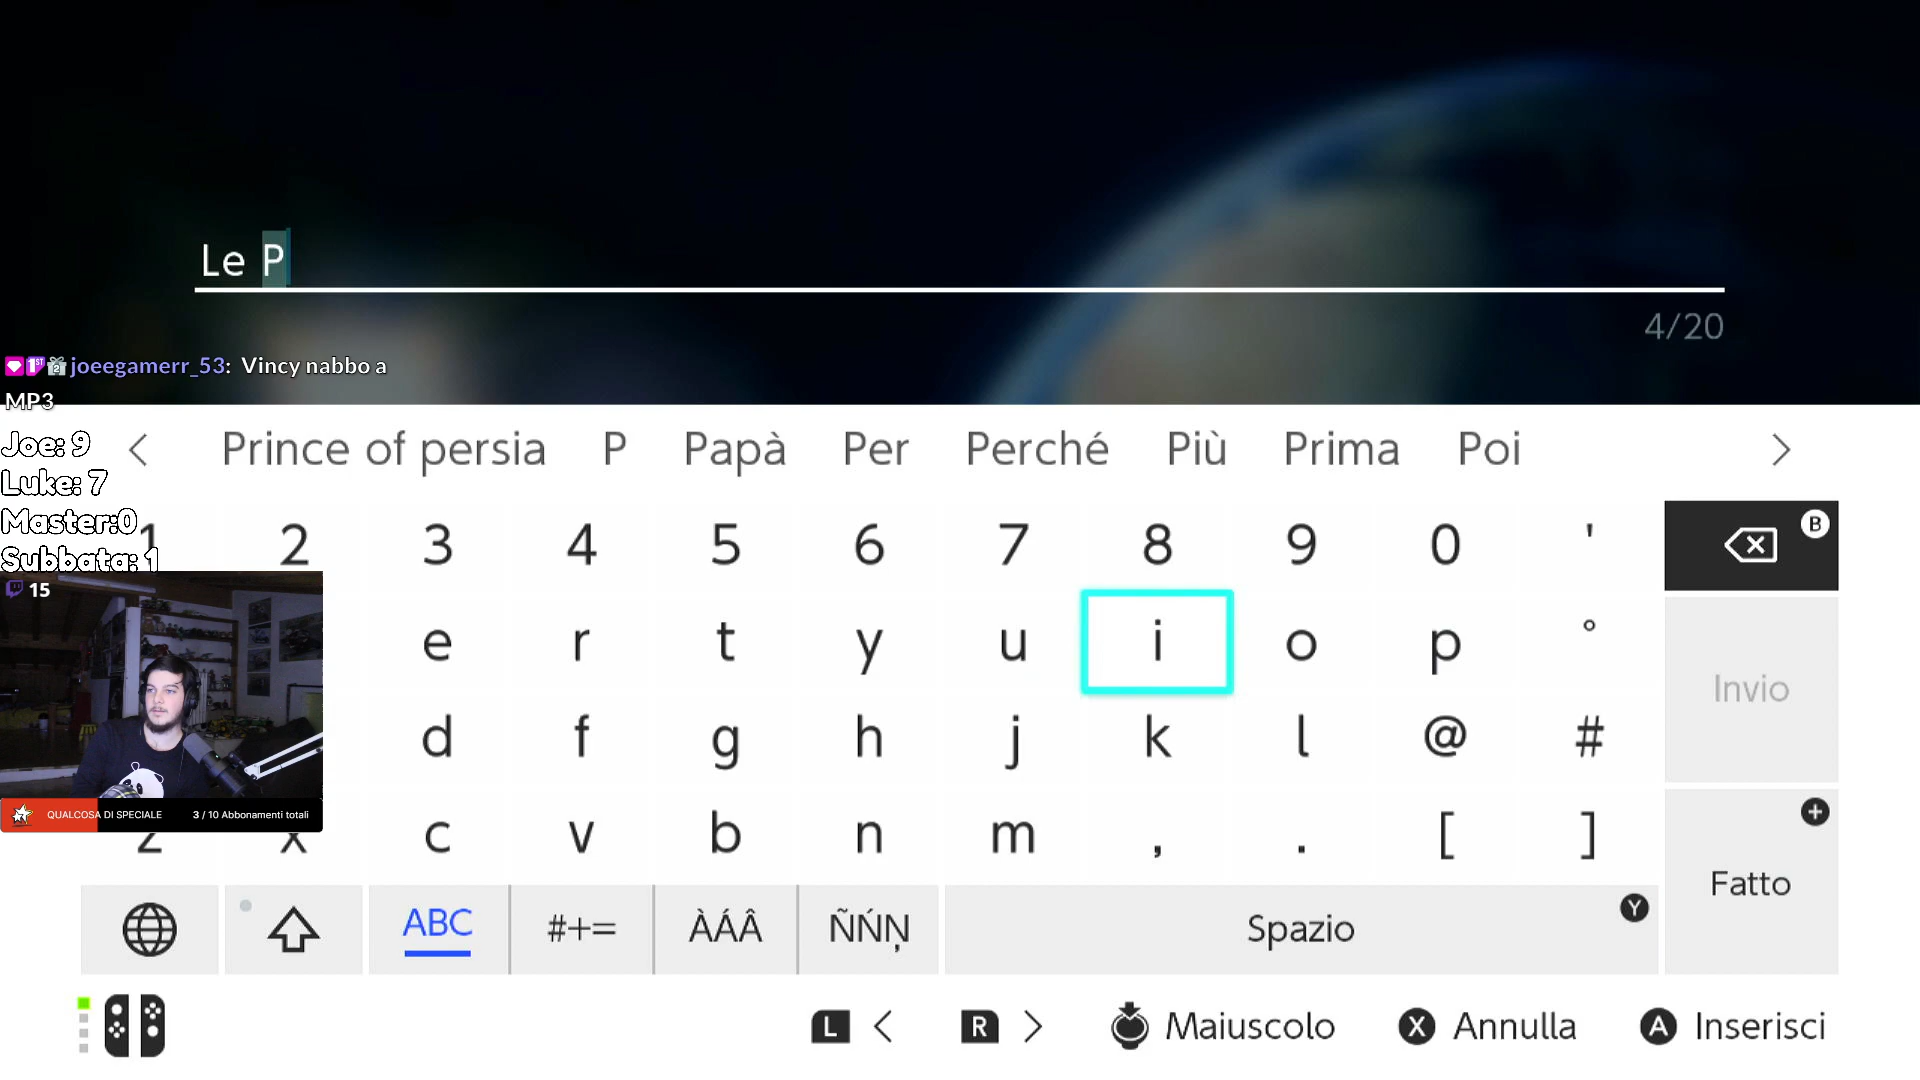 Le P
4/20
joeegamerr_53: Vincy nabbo a
MP3
Joe: 9
Luke: 7
Master:0
Subbata: 1
Prince of persia P Papà Per Perché Più Prima Poi
1 2 3 4 5 6 7 8 9 0 '
B
15
e r t y u i o p °
Invio
d f g h j k l @ #
QUALCOSA DI SPECIALE 3 / 10 Abbonamenti totali
z x c v b n m , . [ ]
+
Fatto
ABC #+= ÀÁÂ ÑŃŅ Spazio Y
L < R > Maiuscolo X Annulla A Inserisci